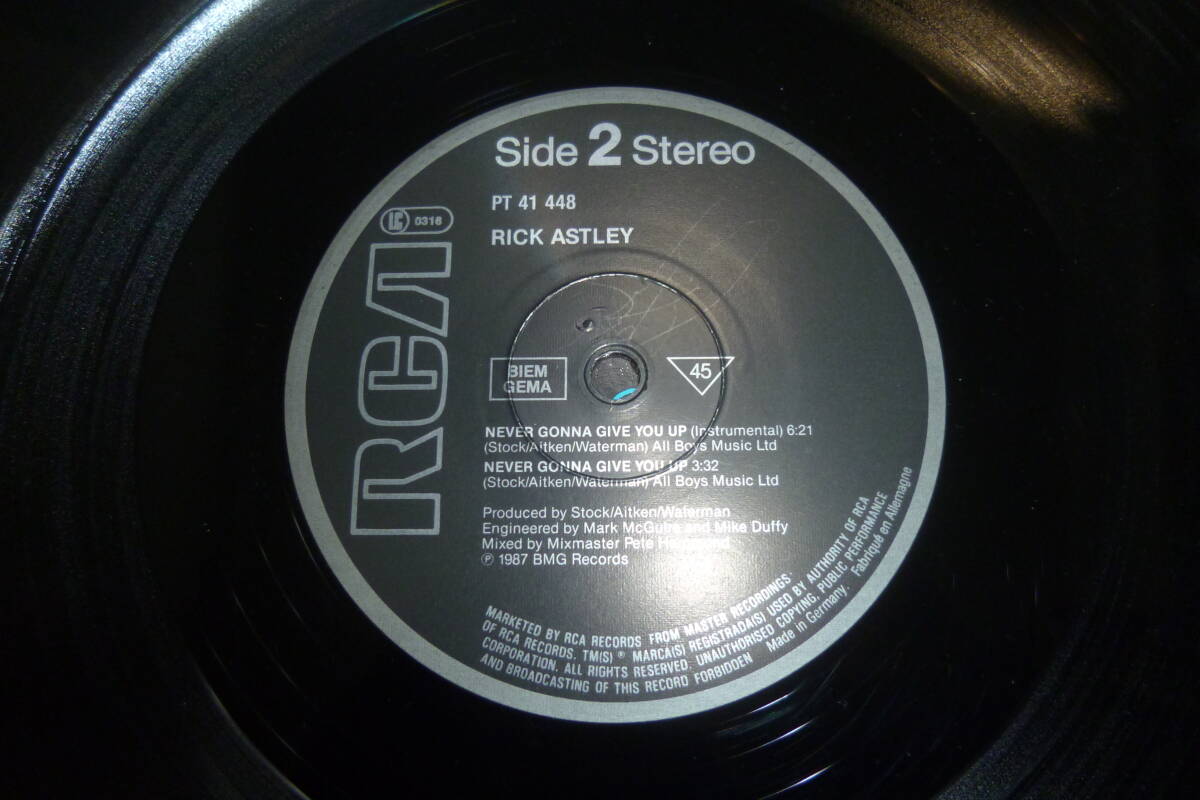 Side 2 Stereo
PT 41 448
RICK ASTLEY
LC 0316
RCA
BIEM
GEMA
45
NEVER GONNA GIVE YOU UP (Instrumental) 6:21
(Stock/Aitken/Waterman) All Boys Music Ltd
NEVER GONNA GIVE YOU UP 3:32
(Stock/Aitken/Waterman) All Boys Music Ltd
Produced by Stock/Aitken/Waterman
Engineered by Mark McGuire and Mike Duffy
Mixed by Mixmaster Pete Hammond
℗ 1987 BMG Records
MARKETED BY RCA RECORDS FROM MASTER RECORDINGS·
OF RCA RECORDS. TM(S) ® MARCA(S) REGISTRADA(S) USED BY AUTHORITY OF RCA
CORPORATION. ALL RIGHTS RESERVED. UNAUTHORISED COPYING, PUBLIC PERFORMANCE
AND BROADCASTING OF THIS RECORD FORBIDDEN Made in Germany. Fabriqué en Allemagne